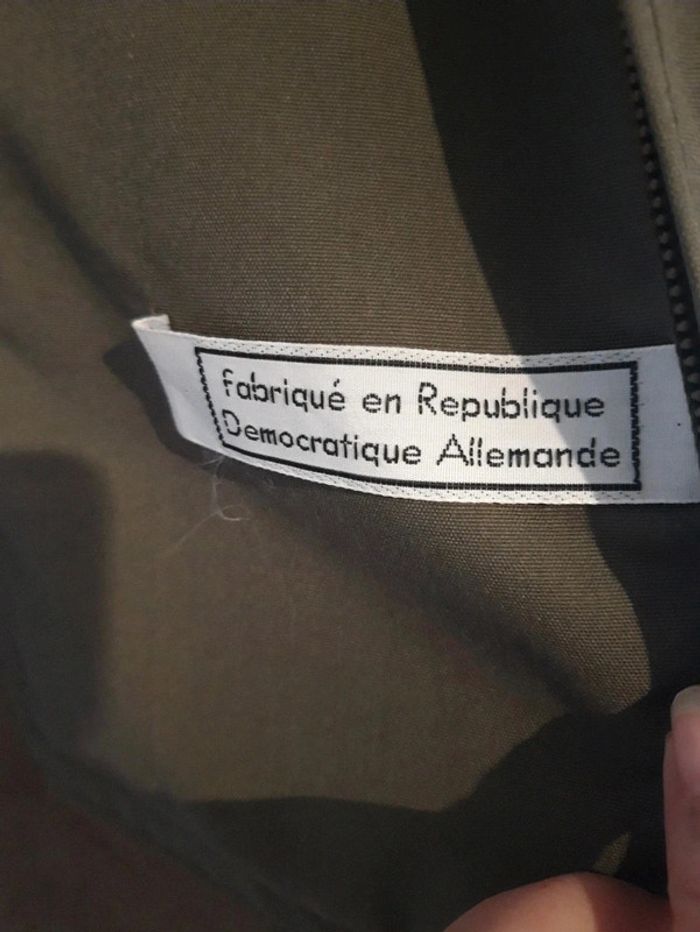 Fabriqué en Republique
Democratique Allemande